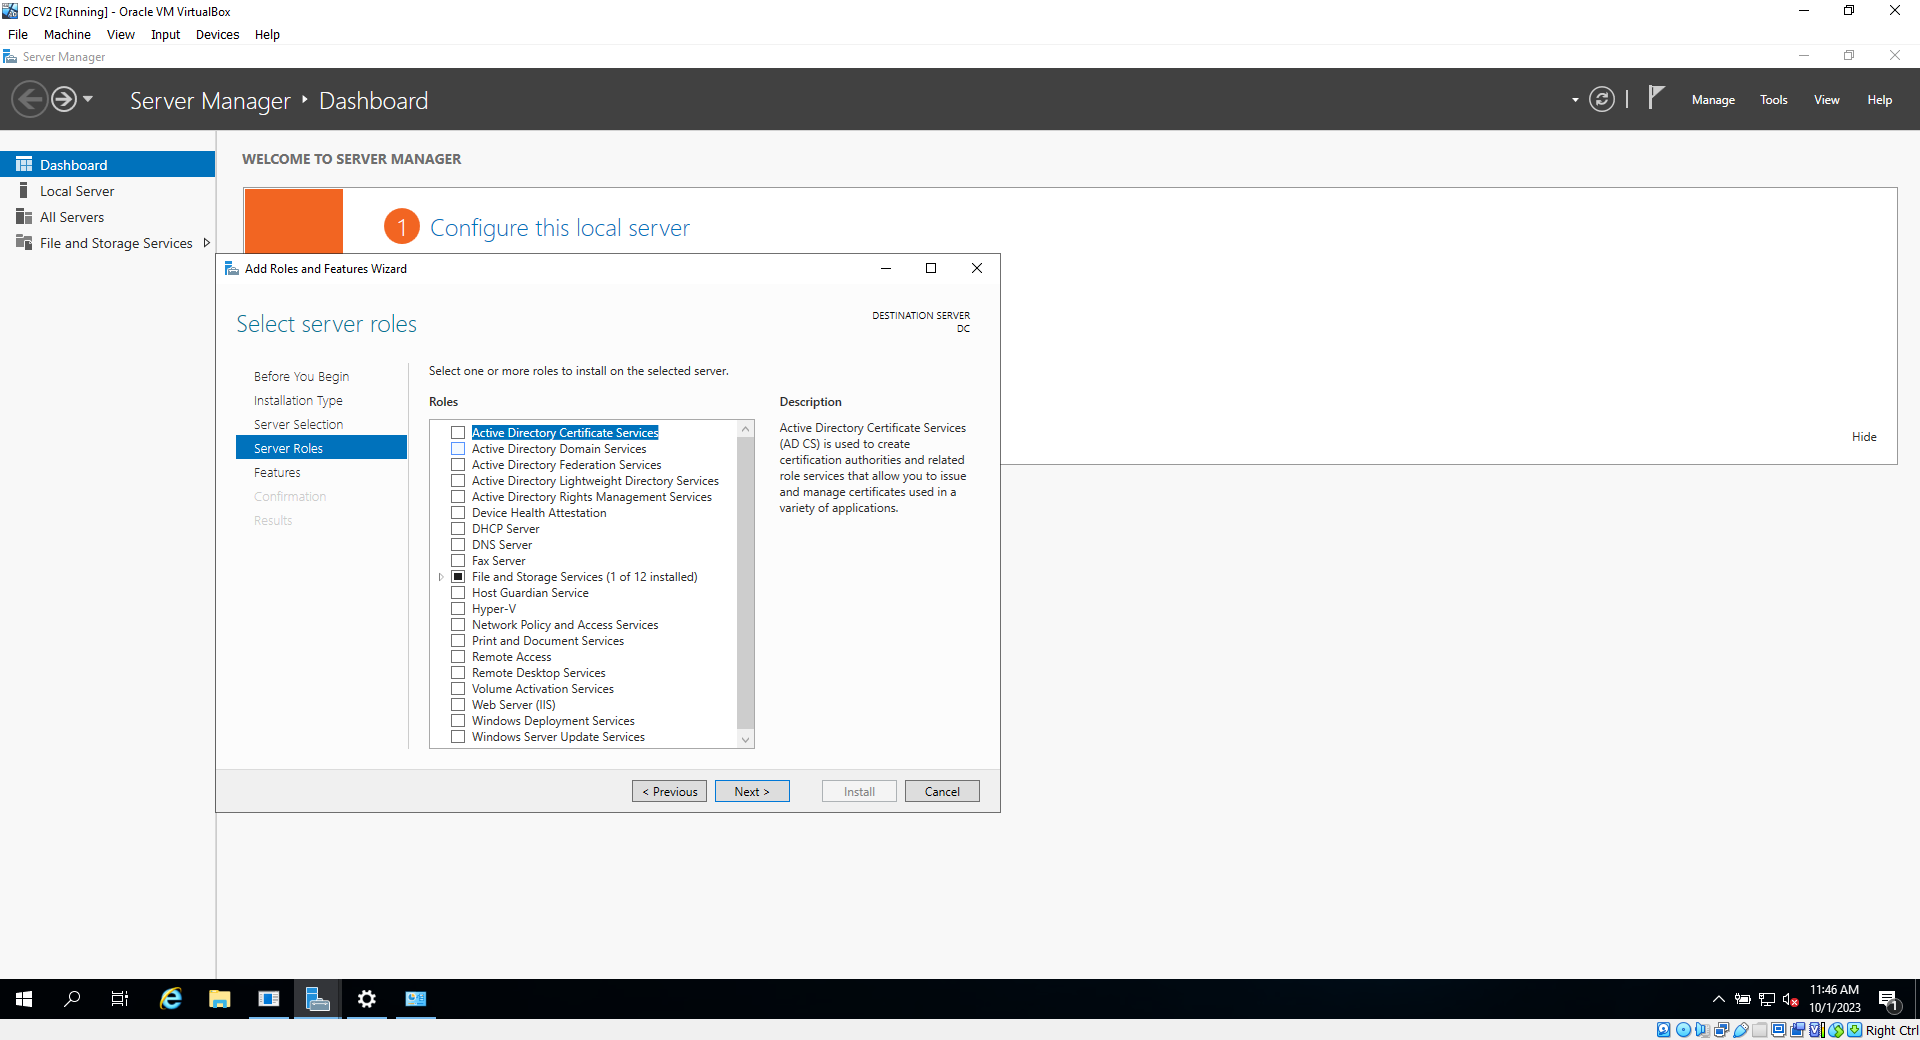 DCV2 [Running] - Oracle VM VirtualBox
File Machine View Input Devices Help
Server Manager
Server Manager ‣ Dashboard
Manage Tools View Help
Dashboard
Local Server
All Servers
File and Storage Services
WELCOME TO SERVER MANAGER
1 Configure this local server
Hide
Add Roles and Features Wizard
Select server roles
DESTINATION SERVER
DC
Before You Begin
Installation Type
Server Selection
Server Roles
Features
Confirmation
Results
Select one or more roles to install on the selected server.
Roles
Active Directory Certificate Services
Active Directory Domain Services
Active Directory Federation Services
Active Directory Lightweight Directory Services
Active Directory Rights Management Services
Device Health Attestation
DHCP Server
DNS Server
Fax Server
File and Storage Services (1 of 12 installed)
Host Guardian Service
Hyper-V
Network Policy and Access Services
Print and Document Services
Remote Access
Remote Desktop Services
Volume Activation Services
Web Server (IIS)
Windows Deployment Services
Windows Server Update Services
Description
Active Directory Certificate Services
(AD CS) is used to create
certification authorities and related
role services that allow you to issue
and manage certificates used in a
variety of applications.
< Previous
Next >
Install
Cancel
11:46 AM
10/1/2023
1
Right Ctrl